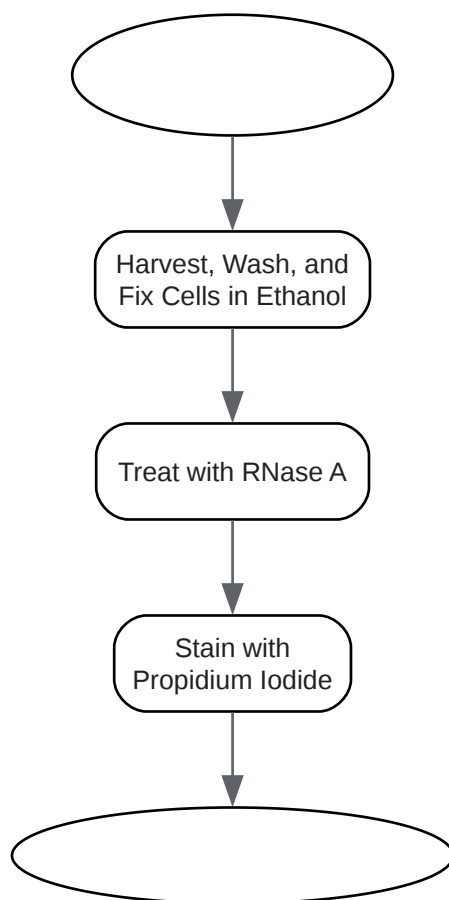 Harvest, Wash, and
Fix Cells in Ethanol
Treat with RNase A
Stain with
Propidium Iodide